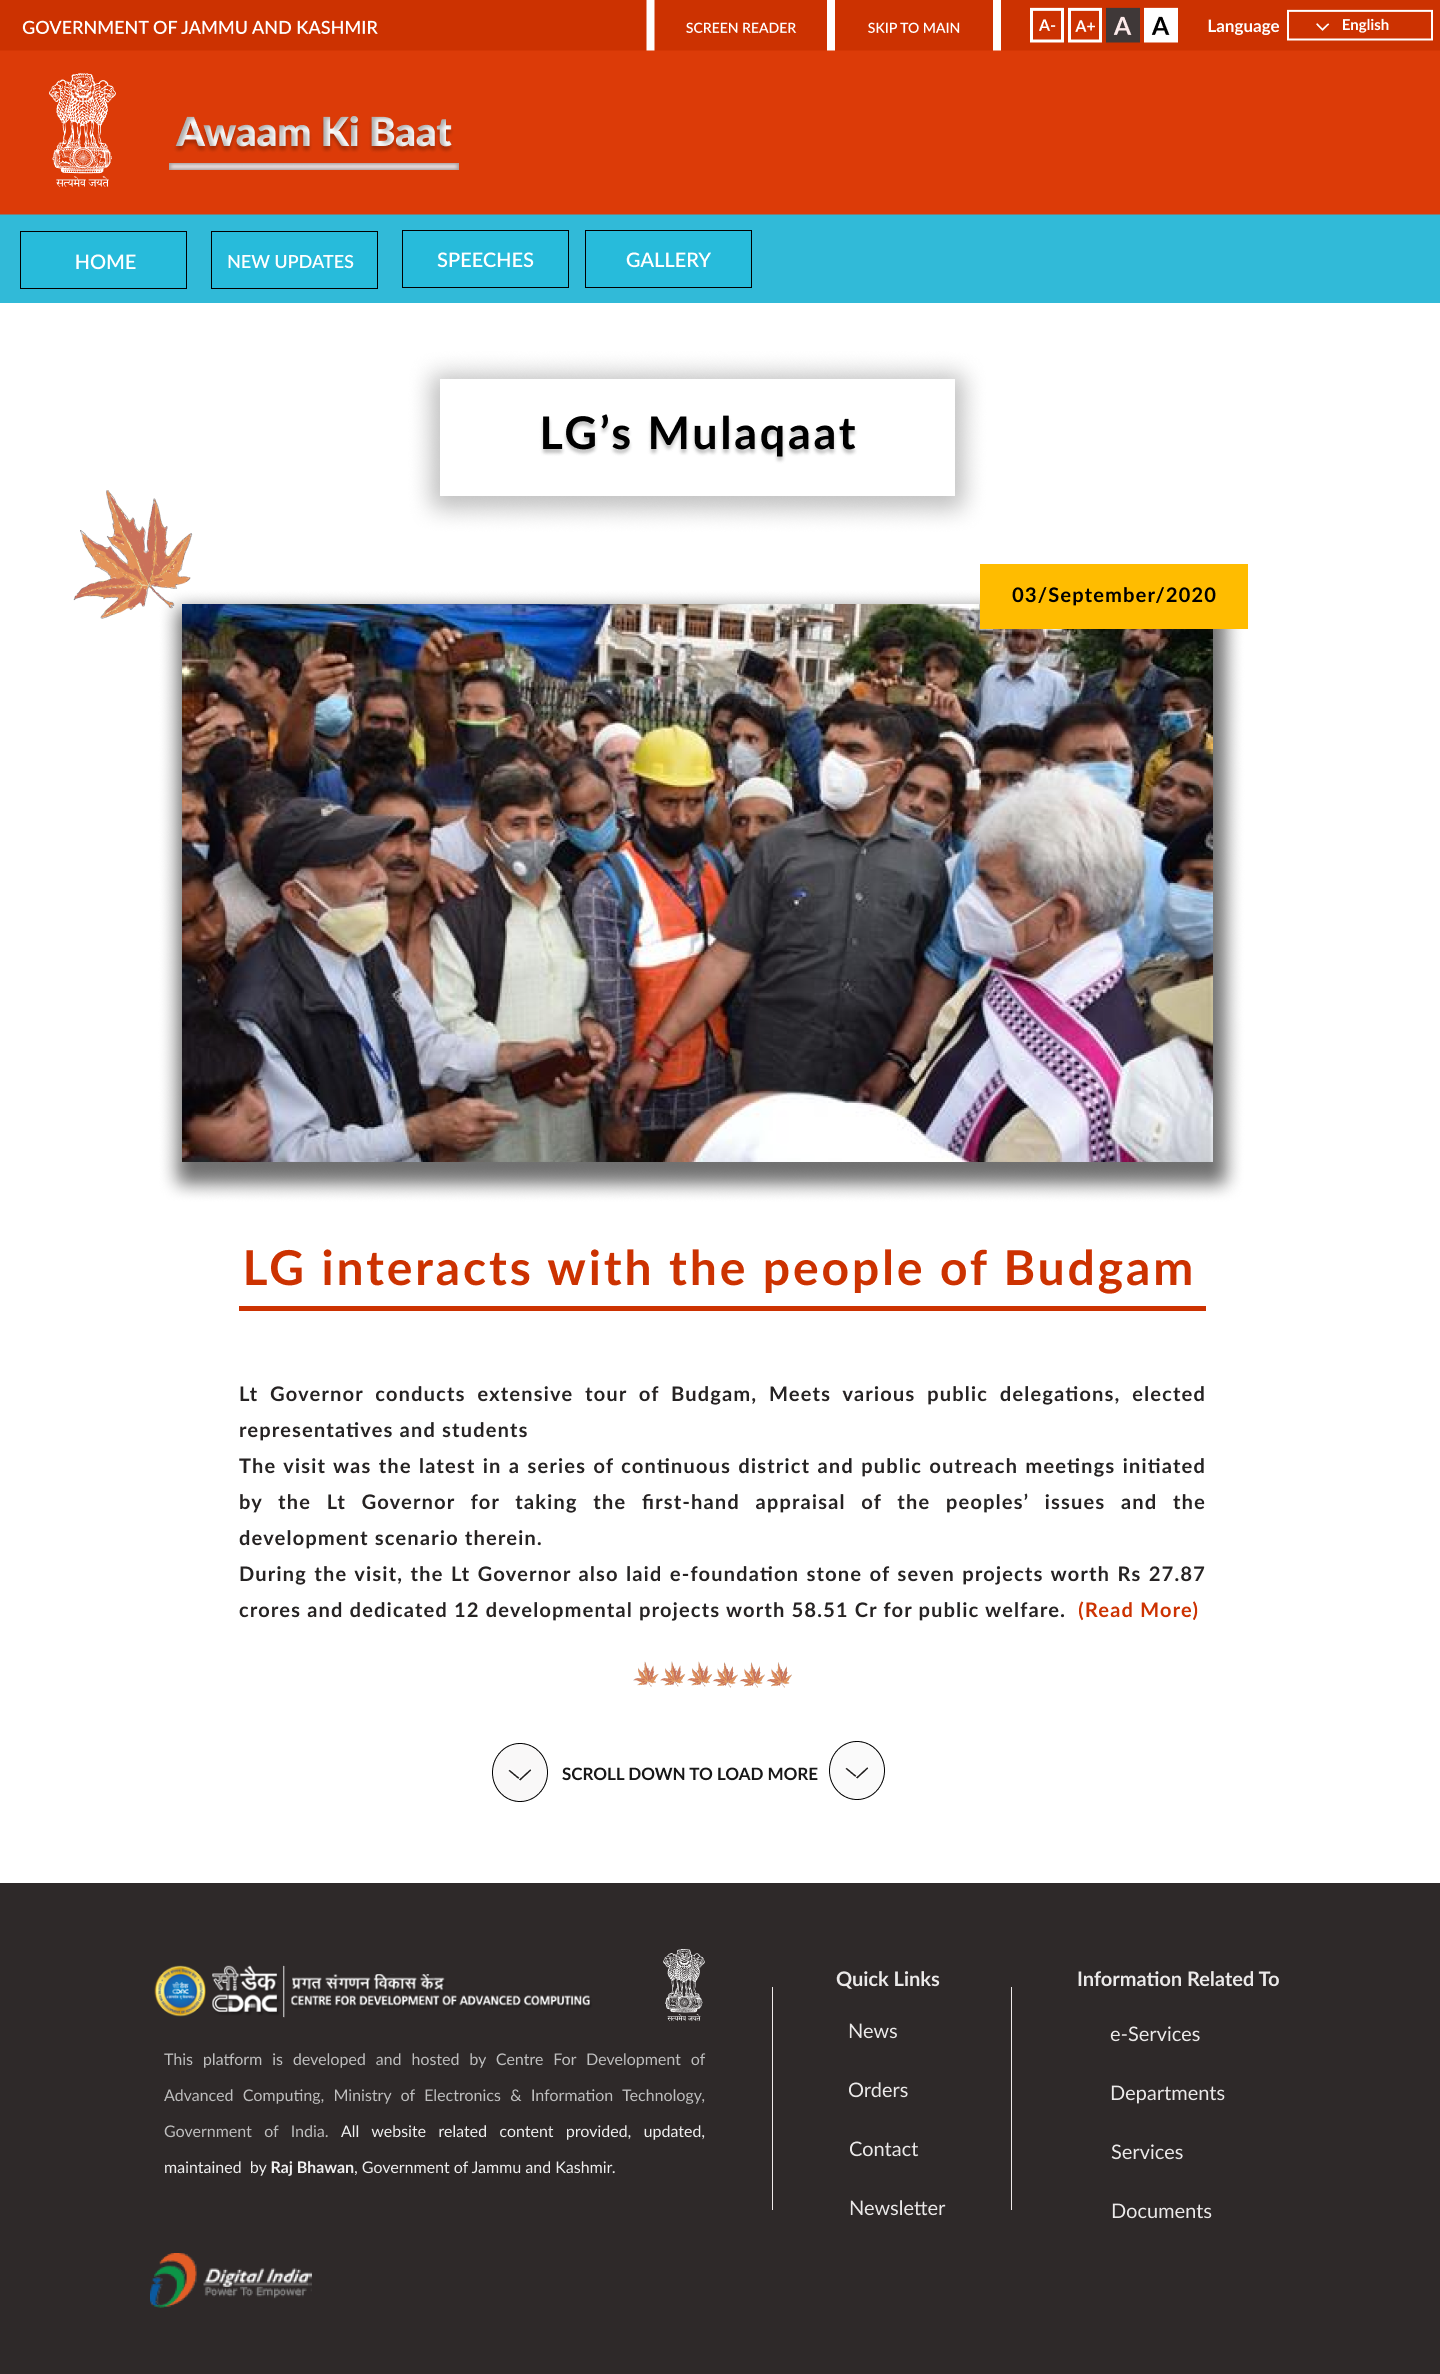 GOVERNMENT OF JAMMU AND KASHMIR
SCREEN READER
SKIP TO MAIN
A-
A+
A
A
Language
English
सत्यमेव जयते
Awaam Ki Baat
HOME
NEW UPDATES
SPEECHES
GALLERY
LG’s Mulaqaat
03/September/2020
LG interacts with the people of Budgam
Lt Governor conducts extensive tour of Budgam, Meets various public delegations, elected
representatives and students
The visit was the latest in a series of continuous district and public outreach meetings initiated
by the Lt Governor for taking the first-hand appraisal of the peoples’ issues and the
development scenario therein.
During the visit, the Lt Governor also laid e-foundation stone of seven projects worth Rs 27.87
crores and dedicated 12 developmental projects worth 58.51 Cr for public welfare. (Read More)
SCROLL DOWN TO LOAD MORE
सी डैक
CDAC
प्रगत संगणन विकास केंद्र
CENTRE FOR DEVELOPMENT OF ADVANCED COMPUTING
सत्यमेव जयते
This platform is developed and hosted by Centre For Development of
Advanced Computing, Ministry of Electronics & Information Technology,
Government of India. All website related content provided, updated,
maintained by Raj Bhawan, Government of Jammu and Kashmir.
Digital India
Power To Empower
Quick Links
News
Orders
Contact
Newsletter
Information Related To
e-Services
Departments
Services
Documents